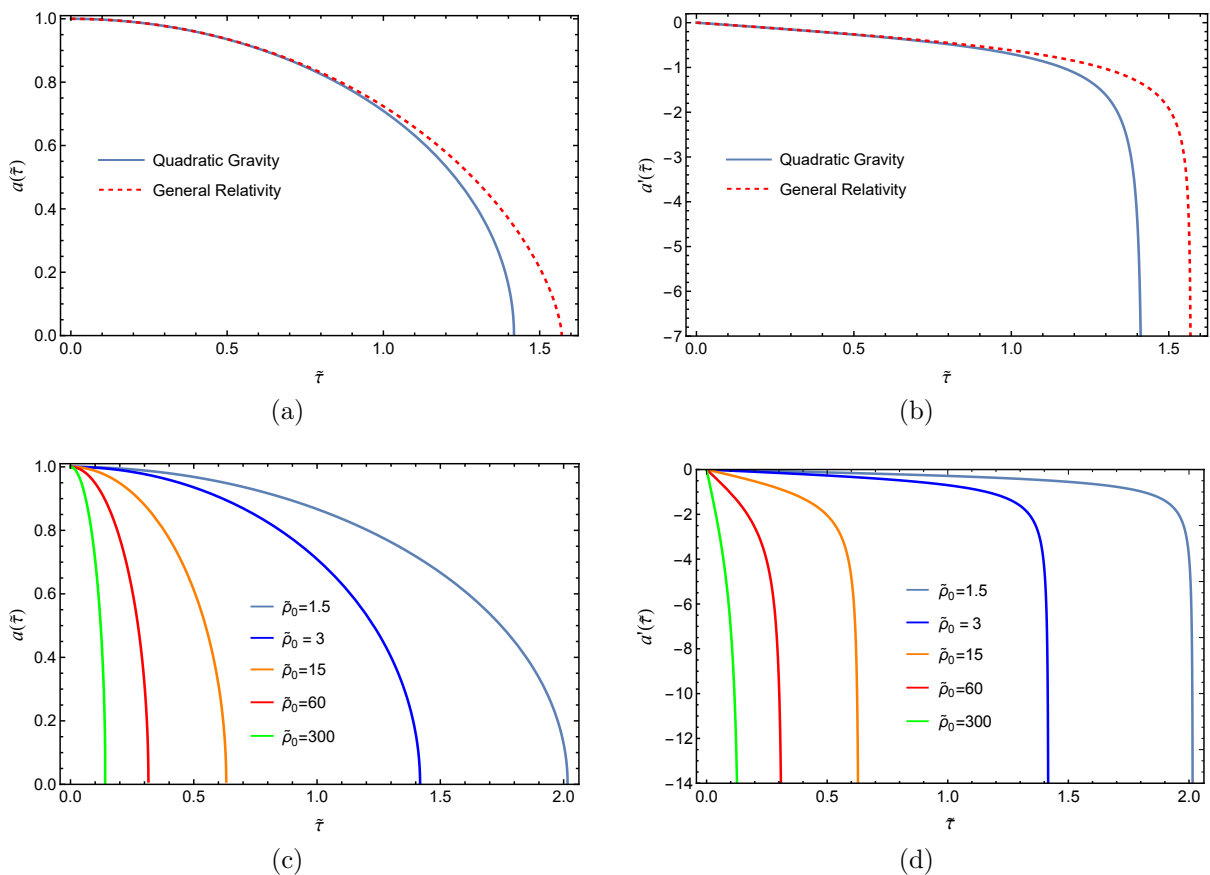 1.0
0.8
0.6
0.4
0.2
0.0
a(τ̃)
Quadratic Gravity
General Relativity
0.0 0.5 1.0 1.5
τ̃
(a)
0
−1
−2
−3
−4
−5
−6
−7
a'(τ̃)
Quadratic Gravity
General Relativity
0.0 0.5 1.0 1.5
τ̃
(b)
1.0
0.8
0.6
0.4
0.2
0.0
a(τ̃)
ρ̃₀=1.5
ρ̃₀ = 3
ρ̃₀=15
ρ̃₀=60
ρ̃₀=300
0.0 0.5 1.0 1.5 2.0
τ̃
(c)
0
−2
−4
−6
−8
−10
−12
−14
a'(τ̃)
ρ̃₀=1.5
ρ̃₀ = 3
ρ̃₀=15
ρ̃₀=60
ρ̃₀=300
0.0 0.5 1.0 1.5 2.0
τ̃
(d)